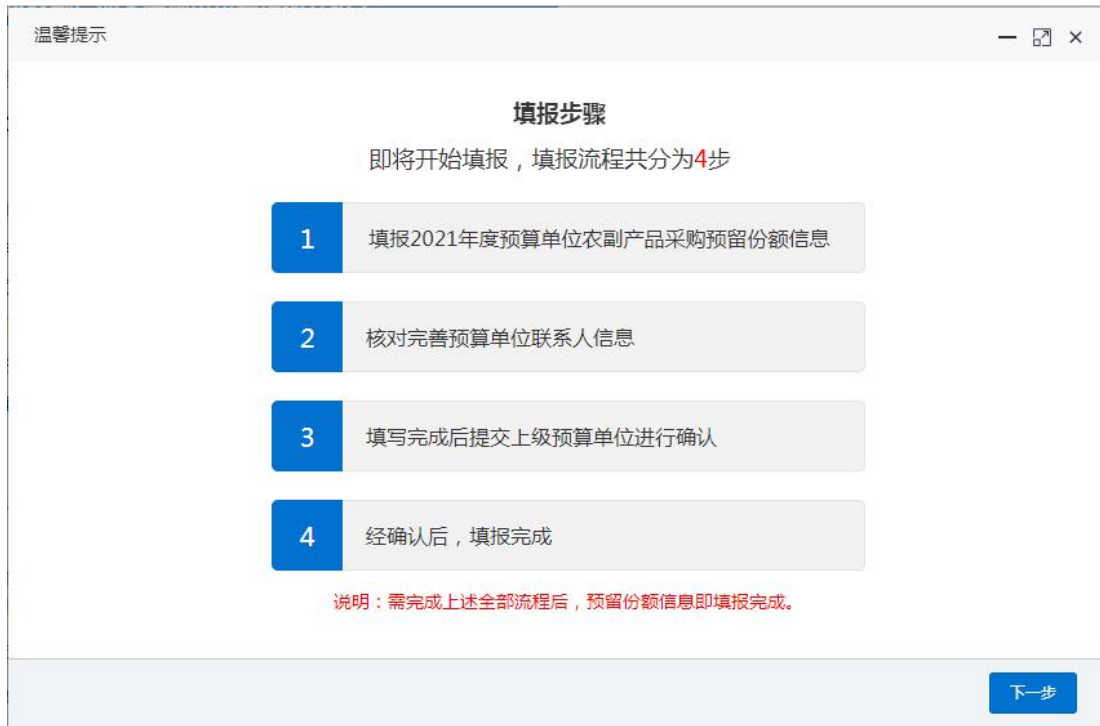 温馨提示
填报步骤
即将开始填报，填报流程共分为4步
1 填报2021年度预算单位农副产品采购预留份额信息
2 核对完善预算单位联系人信息
3 填写完成后提交上级预算单位进行确认
4 经确认后，填报完成
说明：需完成上述全部流程后，预留份额信息即填报完成。
下一步